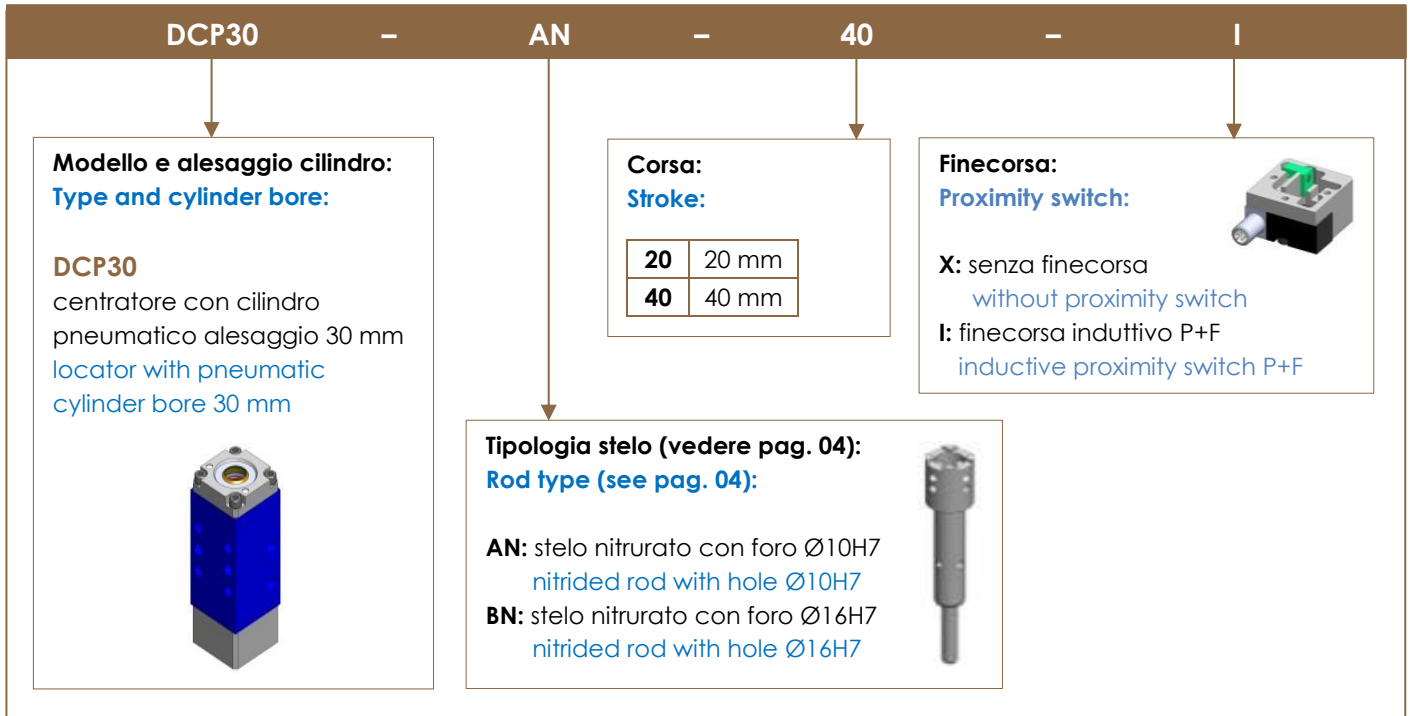 DCP30 – AN – 40 – I
Modello e alesaggio cilindro:
Type and cylinder bore:
DCP30
centratore con cilindro
pneumatico alesaggio 30 mm
locator with pneumatic
cylinder bore 30 mm
Tipologia stelo (vedere pag. 04):
Rod type (see pag. 04):
AN: stelo nitrurato con foro Ø10H7
nitrided rod with hole Ø10H7
BN: stelo nitrurato con foro Ø16H7
nitrided rod with hole Ø16H7
Corsa:
Stroke:
20 20 mm
40 40 mm
Finecorsa:
Proximity switch:
X: senza finecorsa
without proximity switch
I: finecorsa induttivo P+F
inductive proximity switch P+F